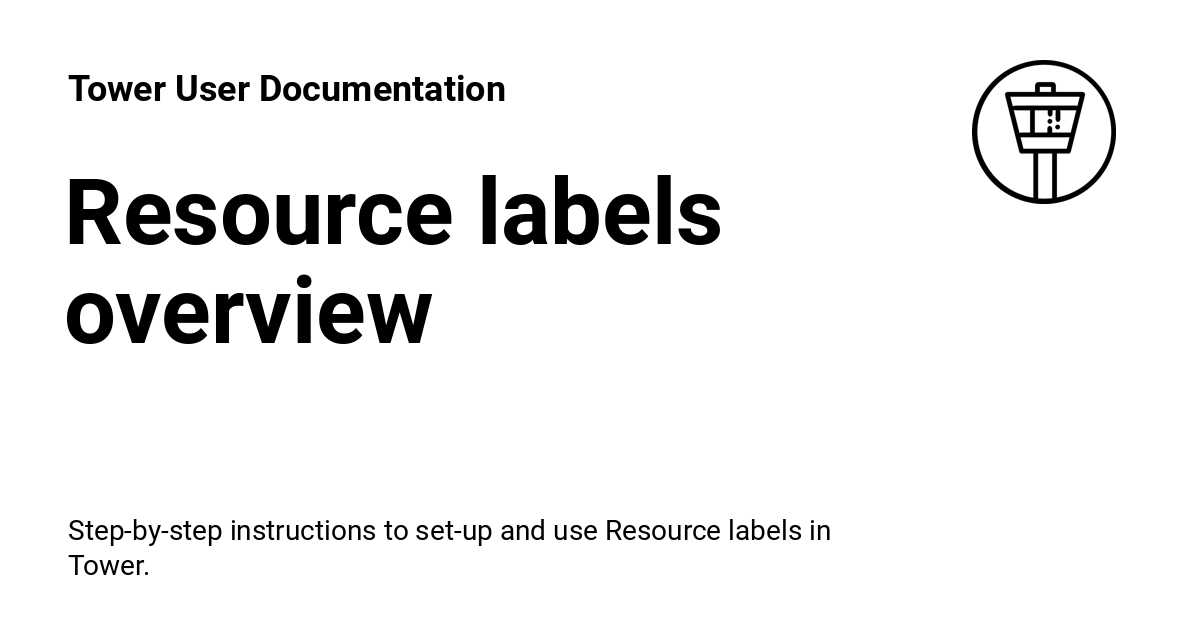 Tower User Documentation
Resource labels
overview
Step-by-step instructions to set-up and use Resource labels in
Tower.